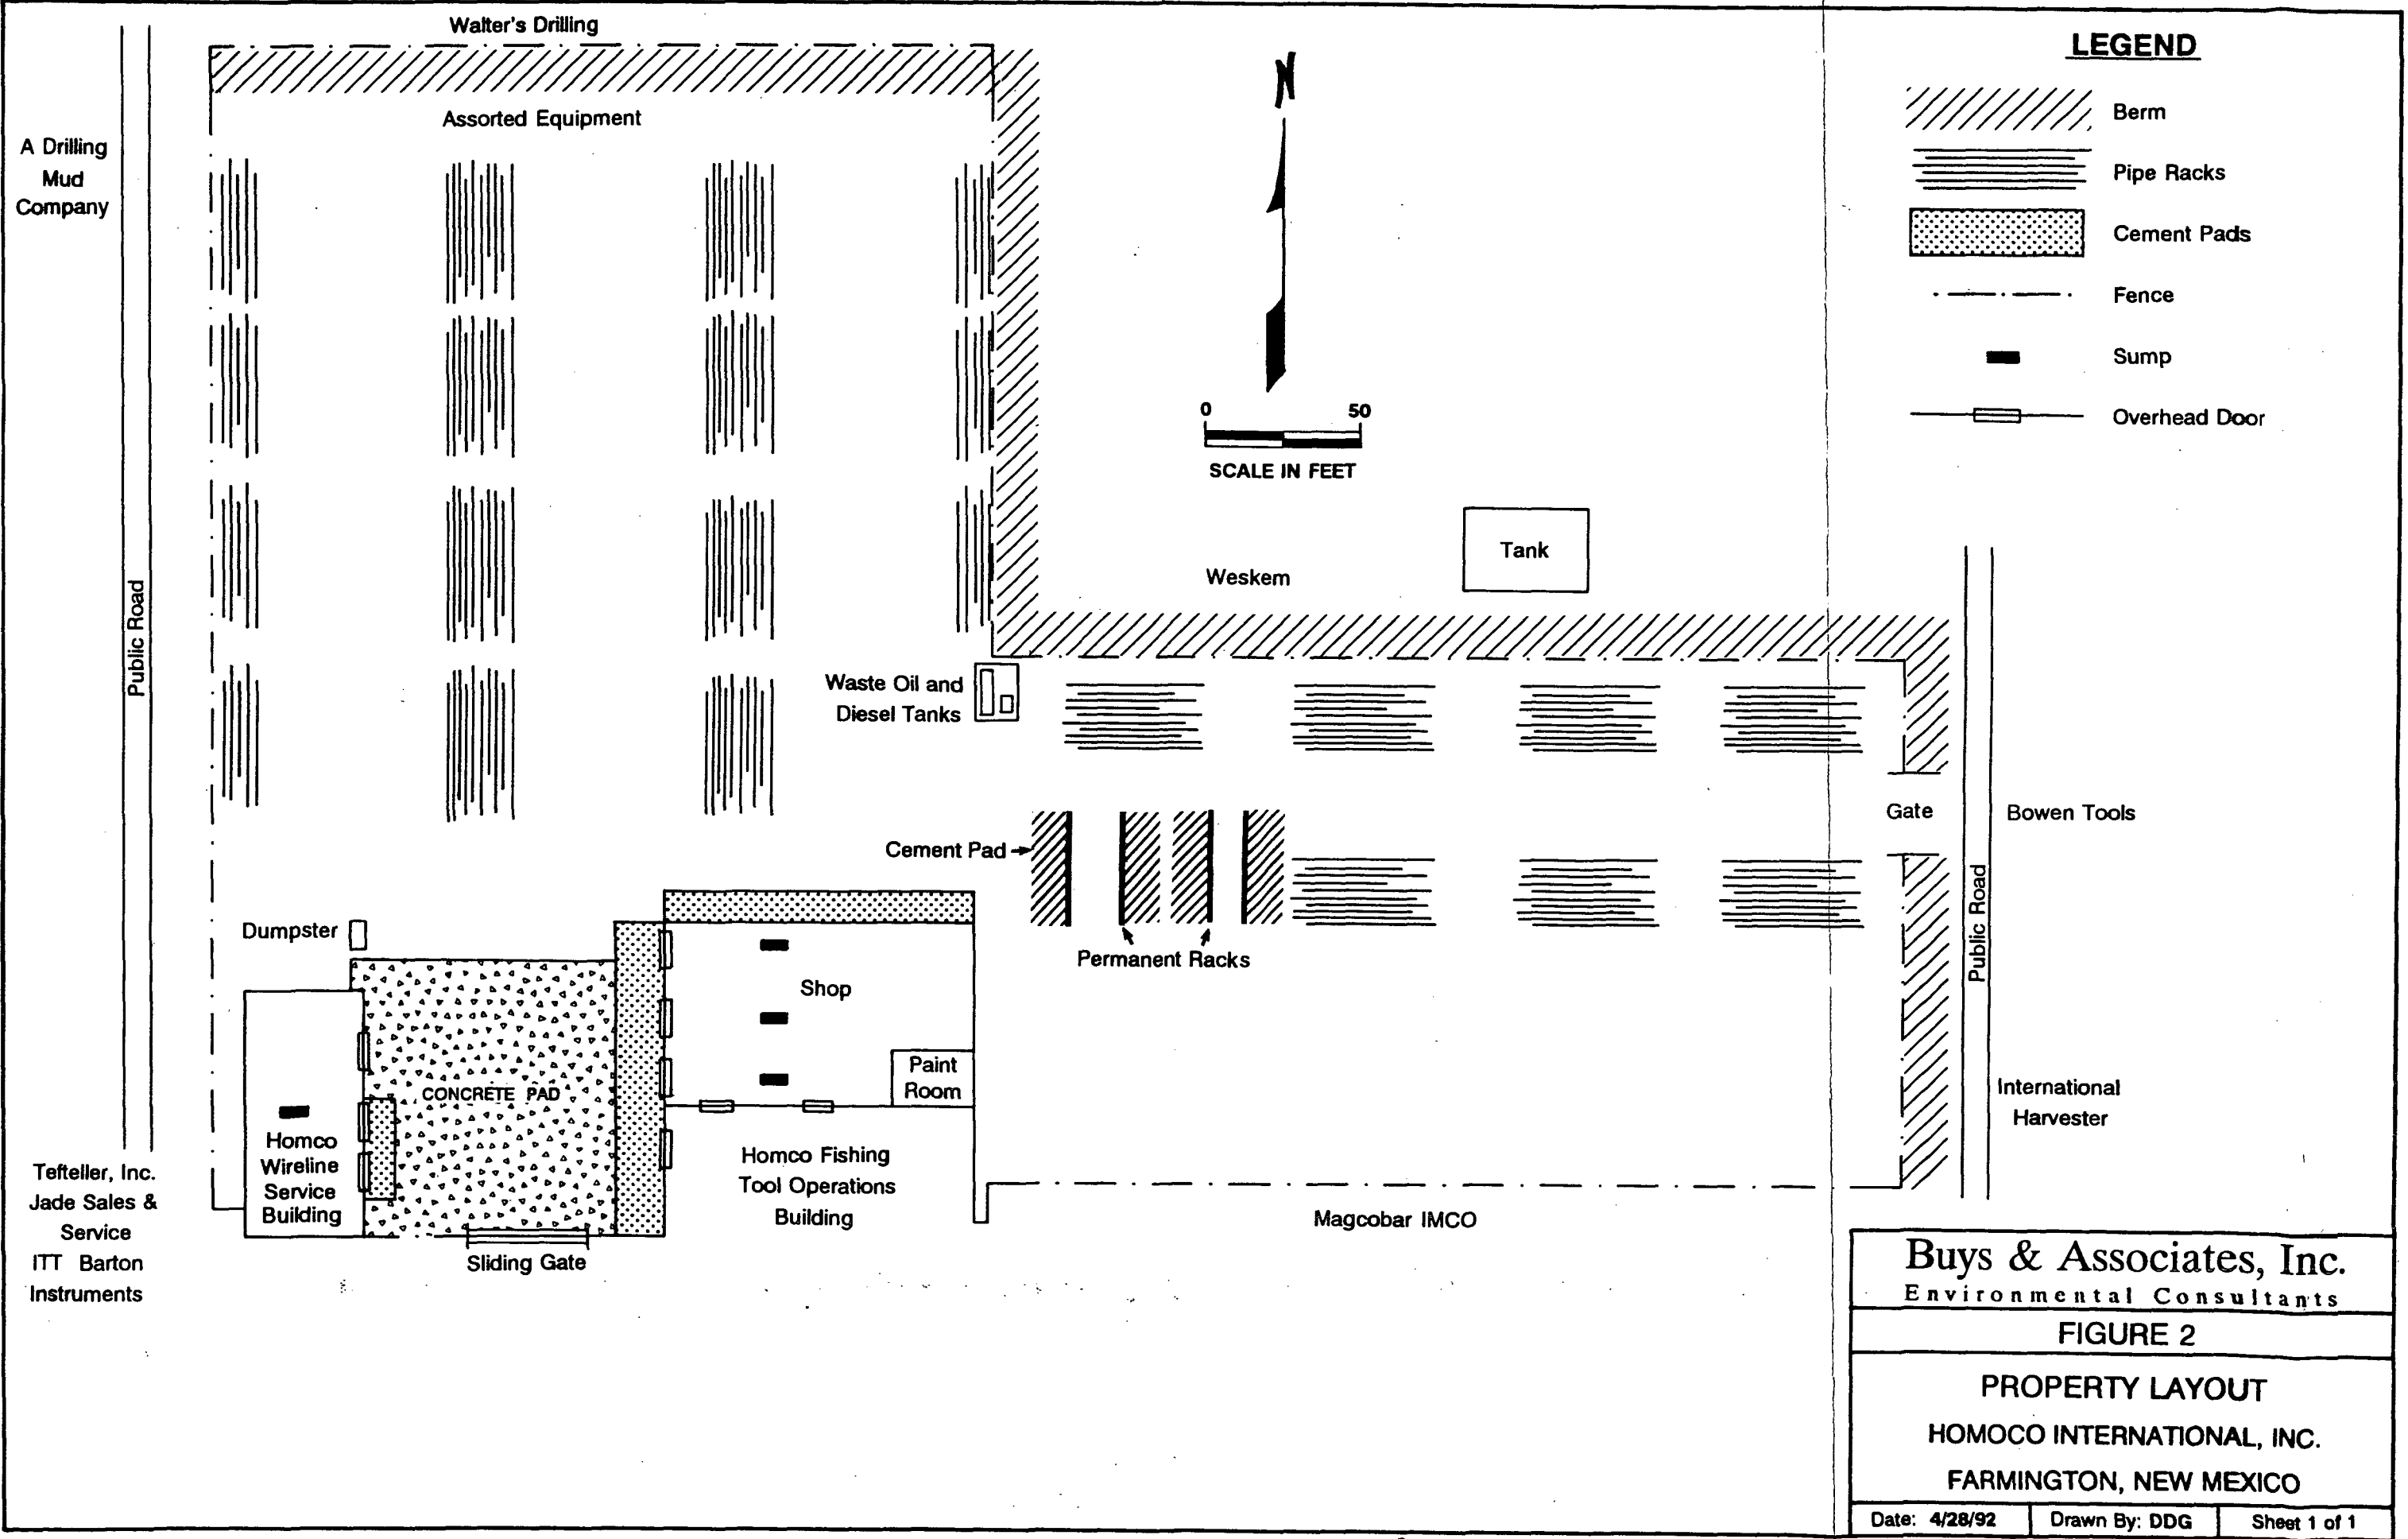 Walter's Drilling
LEGEND
N
Berm
Assorted Equipment
A Drilling
Mud
Company
Pipe Racks
Cement Pads
Fence
Sump
0 50
SCALE IN FEET
Overhead Door
Tank
Weskem
Public Road
Waste Oil and
Diesel Tanks
Gate
Bowen Tools
Cement Pad
Public Road
Dumpster
Permanent Racks
Shop
Paint
Room
CONCRETE PAD
International
Harvester
Homco
Wireline
Service
Building
Homco Fishing
Tool Operations
Building
Tefteller, Inc.
Jade Sales &
Service
ITT Barton
Instruments
Magcobar IMCO
Sliding Gate
Buys & Associates, Inc.
Environmental Consultants
FIGURE 2
PROPERTY LAYOUT
HOMOCO INTERNATIONAL, INC.
FARMINGTON, NEW MEXICO
Date: 4/28/92 Drawn By: DDG Sheet 1 of 1